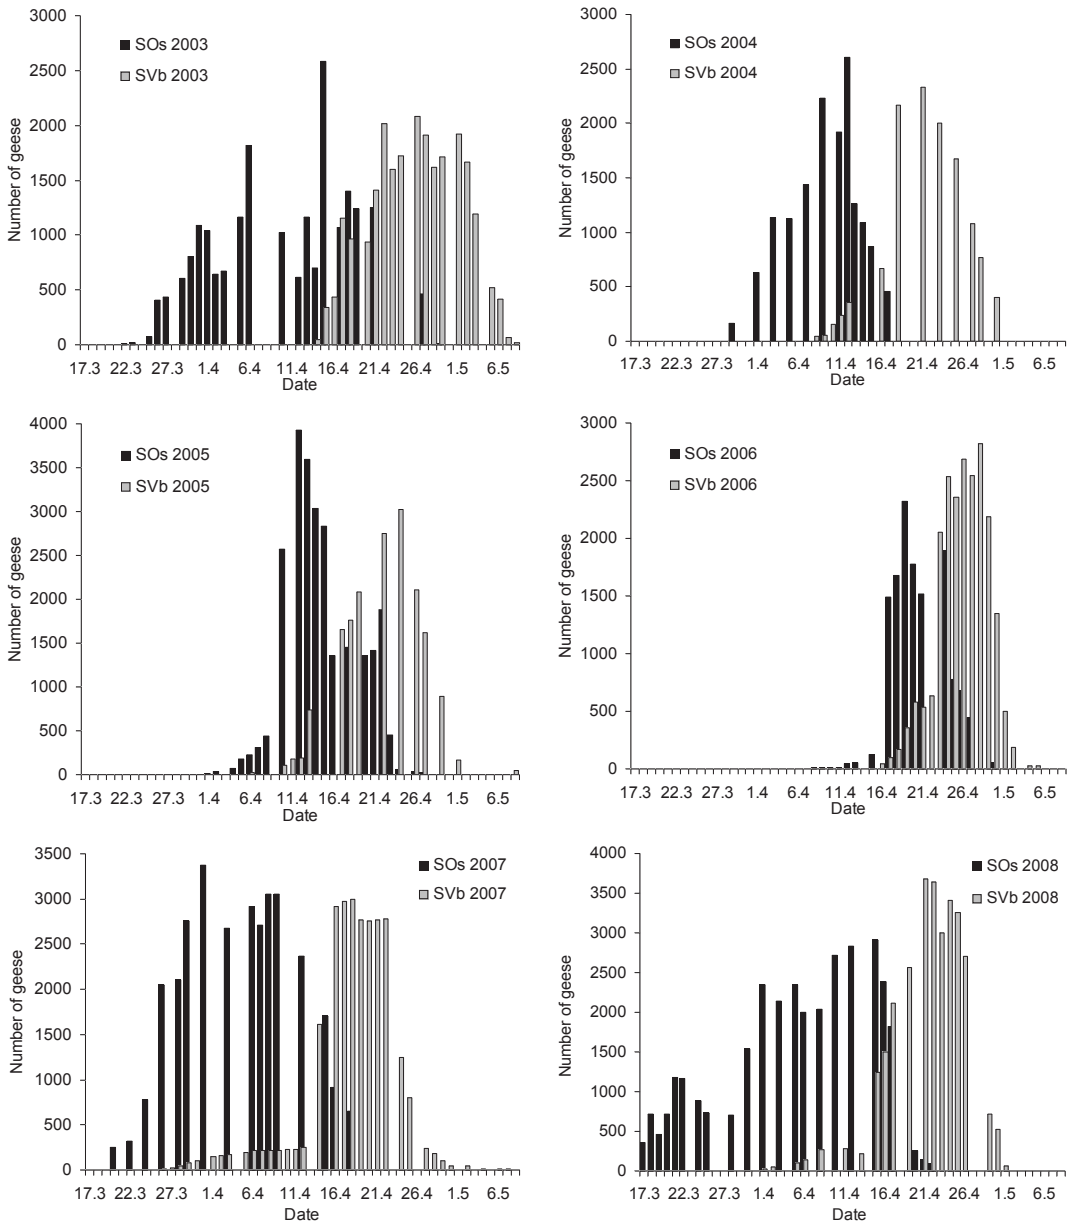 3000
2500
2000
1500
1000
500
0
Number of geese
SOs 2003
SVb 2003
17.3 22.3 27.3 1.4 6.4 11.4 16.4 21.4 26.4 1.5 6.5
Date
3000
2500
2000
1500
1000
500
0
Number of geese
SOs 2004
SVb 2004
17.3 22.3 27.3 1.4 6.4 11.4 16.4 21.4 26.4 1.5 6.5
Date
4000
3500
3000
2500
2000
1500
1000
500
0
Number of geese
SOs 2005
SVb 2005
17.3 22.3 27.3 1.4 6.4 11.4 16.4 21.4 26.4 1.5 6.5
Date
3000
2500
2000
1500
1000
500
0
Number of geese
SOs 2006
SVb 2006
17.3 22.3 27.3 1.4 6.4 11.4 16.4 21.4 26.4 1.5 6.5
Date
3500
3000
2500
2000
1500
1000
500
0
Number of geese
SOs 2007
SVb 2007
17.3 22.3 27.3 1.4 6.4 11.4 16.4 21.4 26.4 1.5 6.5
Date
4000
3500
3000
2500
2000
1500
1000
500
0
Number of geese
SOs 2008
SVb 2008
17.3 22.3 27.3 1.4 6.4 11.4 16.4 21.4 26.4 1.5 6.5
Date